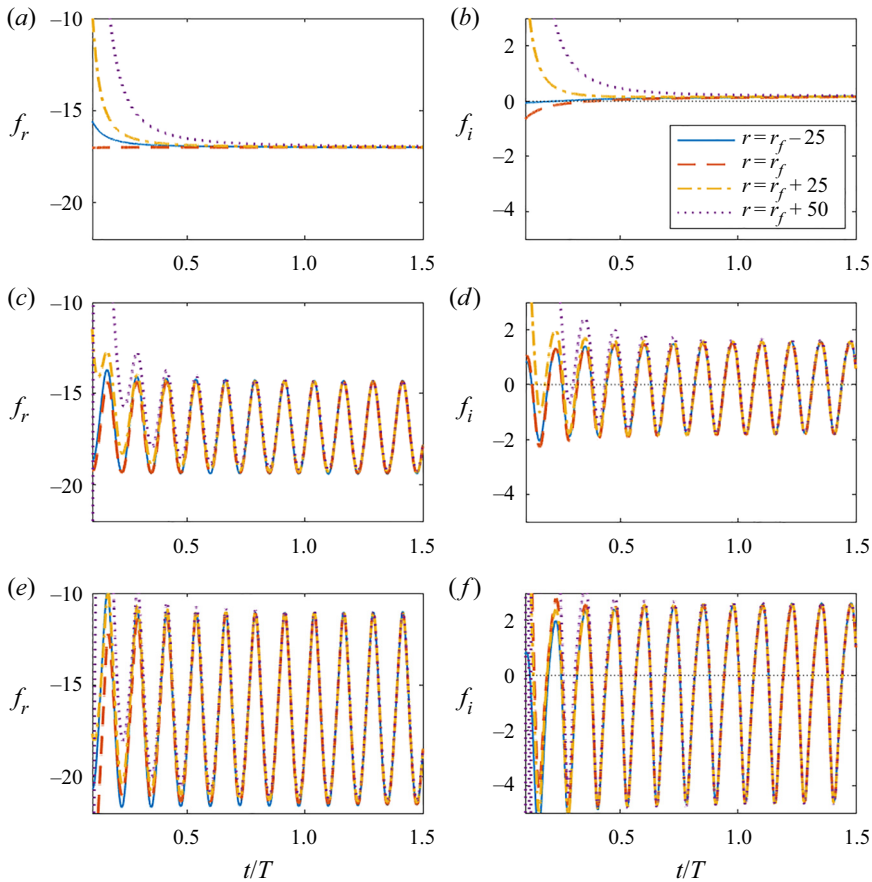 (a)
−10
−15
−20
f_r
0.5 1.0 1.5
(b)
2
0
−2
−4
f_i
r = r_f – 25
r = r_f
r = r_f + 25
r = r_f + 50
0.5 1.0 1.5
(c)
−10
−15
−20
f_r
0.5 1.0 1.5
(d)
2
0
−2
−4
f_i
0.5 1.0 1.5
(e)
−10
−15
−20
f_r
0.5 1.0 1.5
t/T
(f)
2
0
−2
−4
f_i
0.5 1.0 1.5
t/T